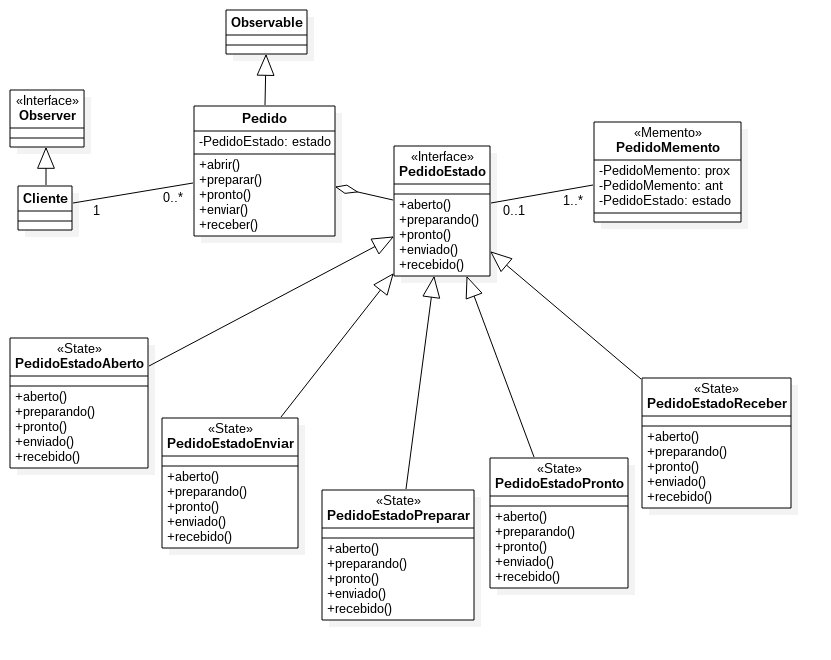 Observable
«Interface»
Observer
Pedido
-PedidoEstado: estado
+abrir()
+preparar()
+pronto()
+enviar()
+receber()
«Interface»
PedidoEstado
+aberto()
+preparando()
+pronto()
+enviado()
+recebido()
«Memento»
PedidoMemento
-PedidoMemento: prox
-PedidoMemento: ant
-PedidoEstado: estado
Cliente
1
0..*
0..1
1..*
«State»
PedidoEstadoAberto
+aberto()
+preparando()
+pronto()
+enviado()
+recebido()
«State»
PedidoEstadoEnviar
+aberto()
+preparando()
+pronto()
+enviado()
+recebido()
«State»
PedidoEstadoPreparar
+aberto()
+preparando()
+pronto()
+enviado()
+recebido()
«State»
PedidoEstadoPronto
+aberto()
+preparando()
+pronto()
+enviado()
+recebido()
«State»
PedidoEstadoReceber
+aberto()
+preparando()
+pronto()
+enviado()
+recebido()